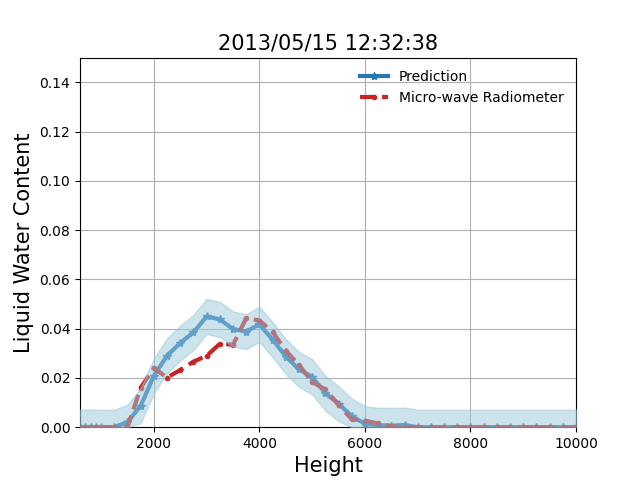 2013/05/15 12:32:38
Prediction
Micro-wave Radiometer
0.14
0.12
0.10
0.08
0.06
0.04
0.02
0.00
Liquid Water Content
2000 4000 6000 8000 10000
Height